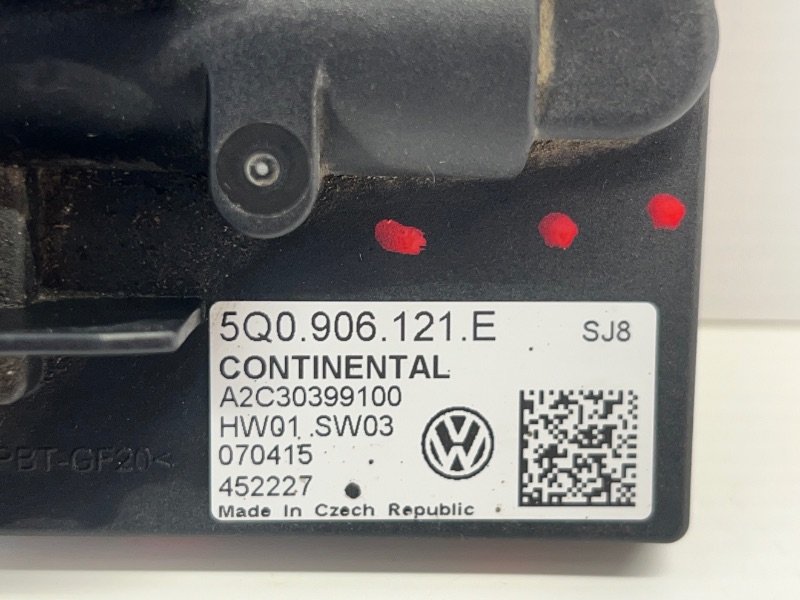 5Q0.906.121.E SJ8
CONTINENTAL
A2C30399100
HW01 SW03
070415
452227
Made In Czech Republic
PBT-GF20<